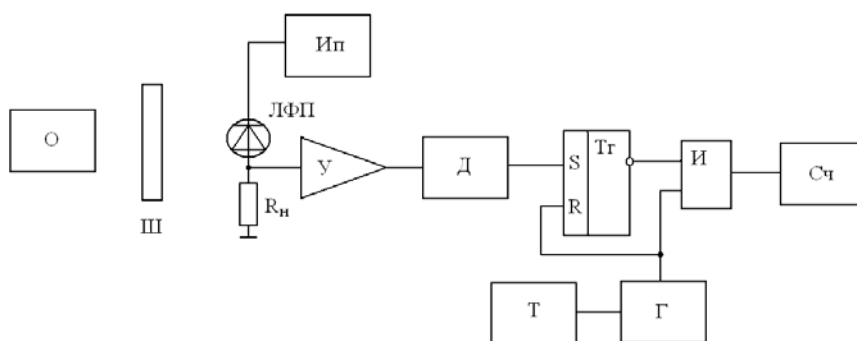 Ип
ЛФП
О
У
Д
S
Тг
R
И
Сч
Rн
Ш
Т
Г